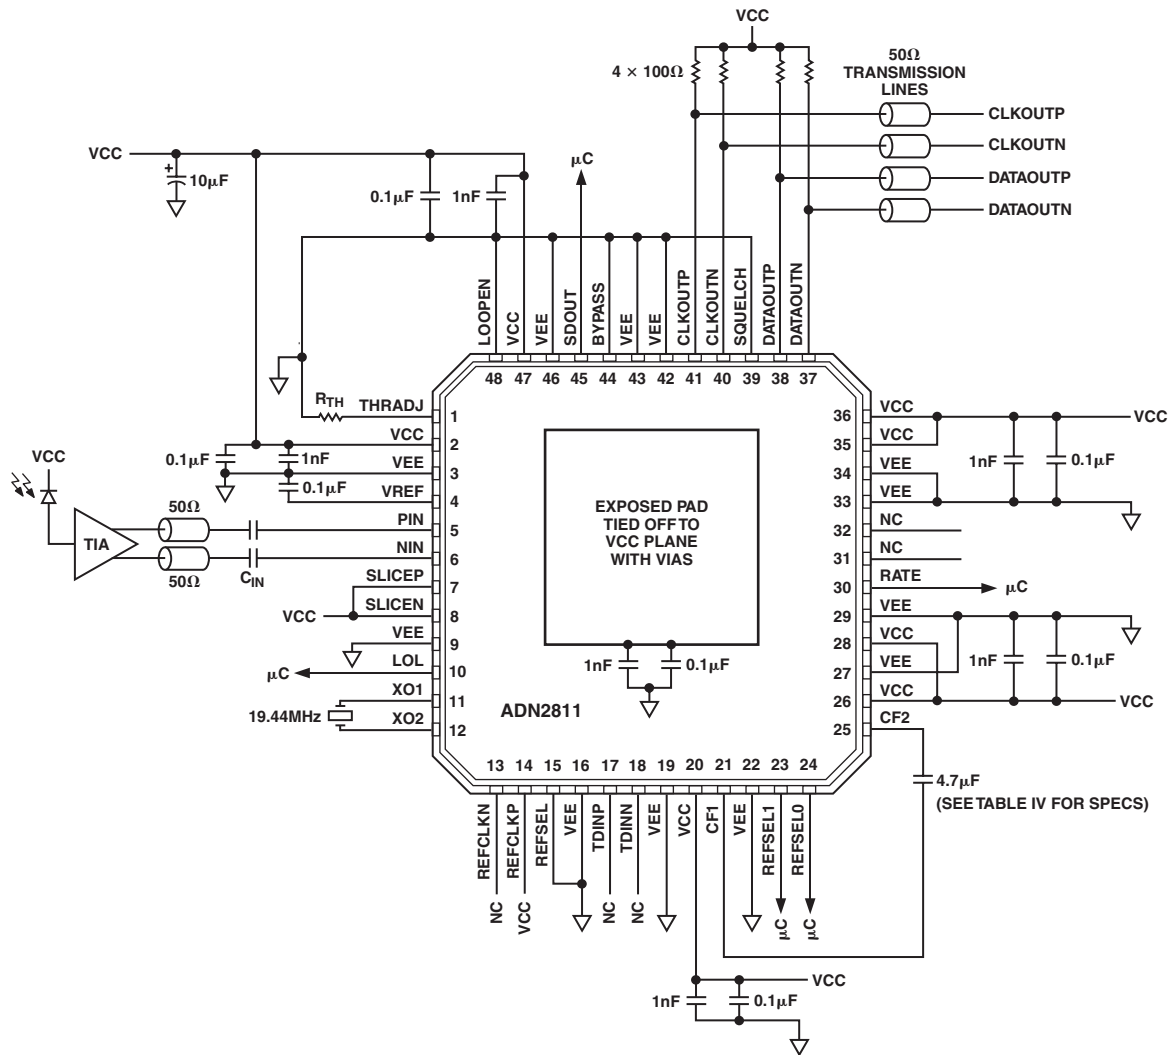 VCC
4 × 100Ω
50Ω
TRANSMISSION
LINES
CLKOUTP
CLKOUTN
DATAOUTP
DATAOUTN
VCC
+
10µF
0.1µF
1nF
µC
LOOPEN
VCC
VEE
SDOUT
BYPASS
VEE
VEE
CLKOUTP
CLKOUTN
SQUELCH
DATAOUTP
DATAOUTN
48 47 46 45 44 43 42 41 40 39 38 37
RTH
THRADJ
1
VCC
2
0.1µF
1nF
VEE
3
0.1µF
VREF
4
VCC
50Ω
PIN
5
TIA
NIN
6
50Ω
CIN
SLICEP
7
VCC
SLICEN
8
VEE
9
µC
LOL
10
XO1
11
19.44MHz
XO2
12
EXPOSED PAD
TIED OFF TO
VCC PLANE
WITH VIAS
1nF
0.1µF
ADN2811
36
VCC
VCC
35
VCC
1nF
0.1µF
34
VEE
33
VEE
32
NC
31
NC
30
RATE
µC
29
VEE
28
VCC
1nF
0.1µF
27
VEE
26
VCC
VCC
25
CF2
4.7µF
(SEE TABLE IV FOR SPECS)
13 14 15 16 17 18 19 20 21 22 23 24
REFCLKN
REFCLKP
REFSEL
VEE
TDINP
TDINN
VEE
VCC
CF1
VEE
REFSEL1
REFSEL0
NC
VCC
NC
NC
µC
µC
VCC
1nF
0.1µF